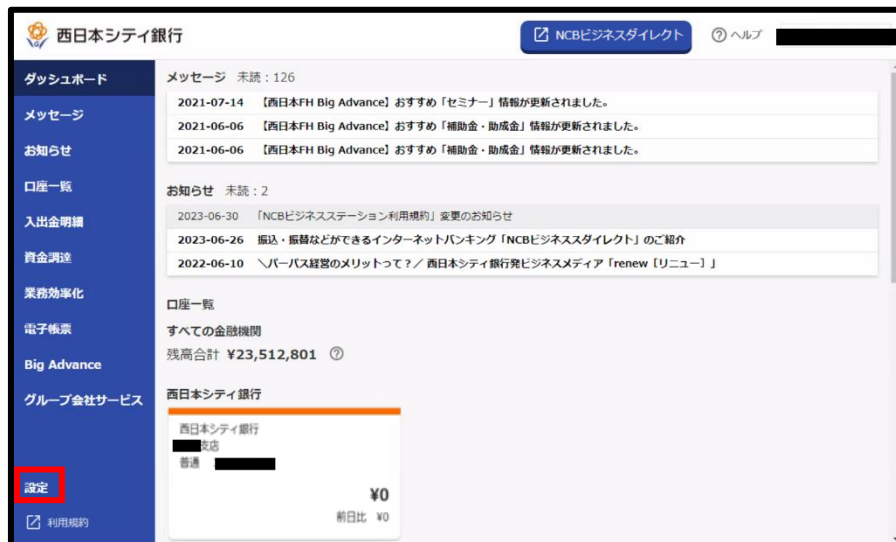 西日本シティ銀行
NCBビジネスダイレクト
ヘルプ
ダッシュボード
メッセージ
お知らせ
口座一覧
入出金明細
資金調達
業務効率化
電子帳票
Big Advance
グループ会社サービス
設定
利用規約
メッセージ 未読：126
2021-07-14 【西日本FH Big Advance】おすすめ「セミナー」情報が更新されました。
2021-06-06 【西日本FH Big Advance】おすすめ「補助金・助成金」情報が更新されました。
2021-06-06 【西日本FH Big Advance】おすすめ「補助金・助成金」情報が更新されました。
お知らせ 未読：2
2023-06-30 「NCBビジネスステーション利用規約」変更のお知らせ
2023-06-26 振込・振替などができるインターネットバンキング「NCBビジネスダイレクト」のご紹介
2022-06-10 ＼パーパス経営のメリットって？／ 西日本シティ銀行発ビジネスメディア「renew［リニュー］」
口座一覧
すべての金融機関
残高合計 ¥23,512,801
西日本シティ銀行
西日本シティ銀行
支店
普通
¥0
前日比 ¥0